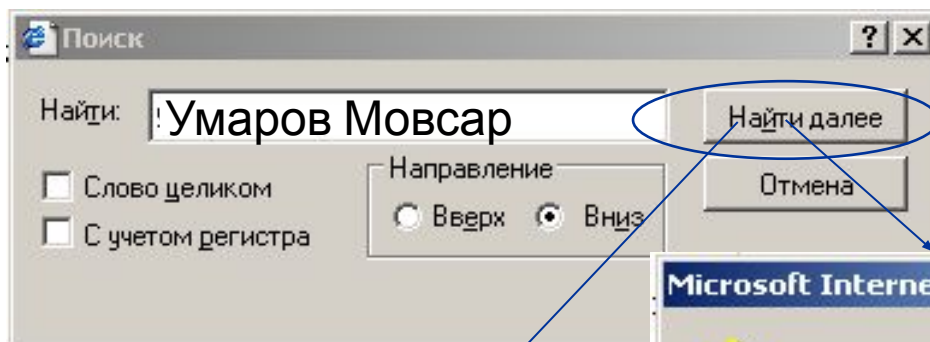 Поиск
Найти: Умаров Мовсар
Найти далее
Слово целиком
С учетом регистра
Направление
Вверх Вниз
Отмена
Microsoft Interne